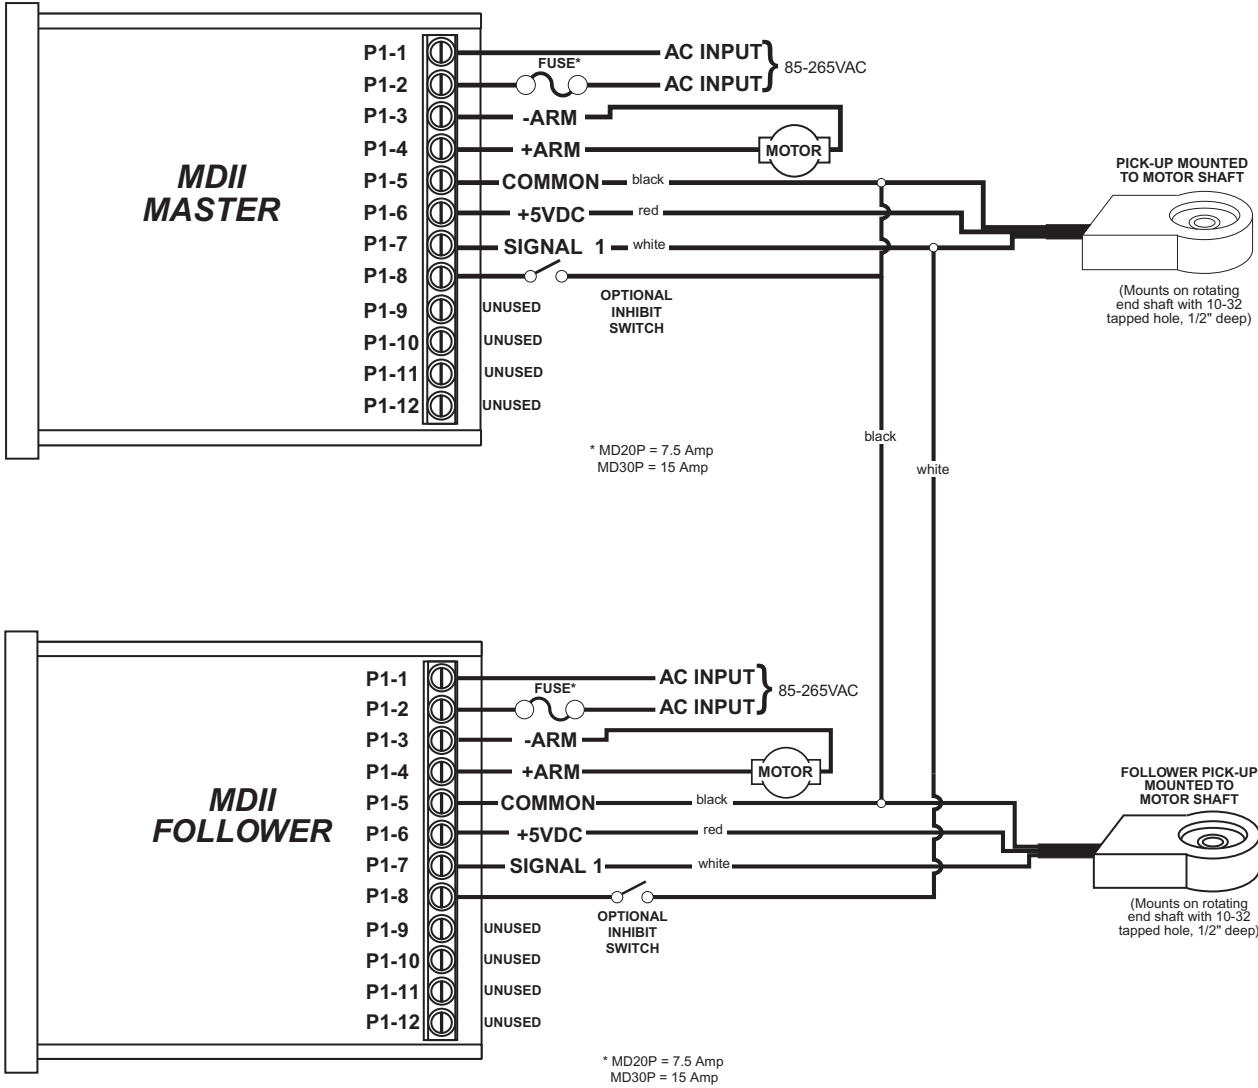 P1-1 AC INPUT
FUSE*
85-265VAC
P1-2 AC INPUT
P1-3 -ARM
P1-4 +ARM MOTOR
MDII
MASTER
P1-5 COMMON black
P1-6 +5VDC red
P1-7 SIGNAL 1 white
P1-8
OPTIONAL
INHIBIT
SWITCH
P1-9 UNUSED
P1-10 UNUSED
P1-11 UNUSED
P1-12 UNUSED
PICK-UP MOUNTED
TO MOTOR SHAFT
(Mounts on rotating
end shaft with 10-32
tapped hole, 1/2" deep)
* MD20P = 7.5 Amp
MD30P = 15 Amp
black
white
P1-1 AC INPUT
FUSE*
85-265VAC
P1-2 AC INPUT
P1-3 -ARM
P1-4 +ARM MOTOR
MDII
FOLLOWER
P1-5 COMMON black
P1-6 +5VDC red
P1-7 SIGNAL 1 white
P1-8
OPTIONAL
INHIBIT
SWITCH
P1-9 UNUSED
P1-10 UNUSED
P1-11 UNUSED
P1-12 UNUSED
FOLLOWER PICK-UP
MOUNTED TO
MOTOR SHAFT
(Mounts on rotating
end shaft with 10-32
tapped hole, 1/2" deep)
* MD20P = 7.5 Amp
MD30P = 15 Amp